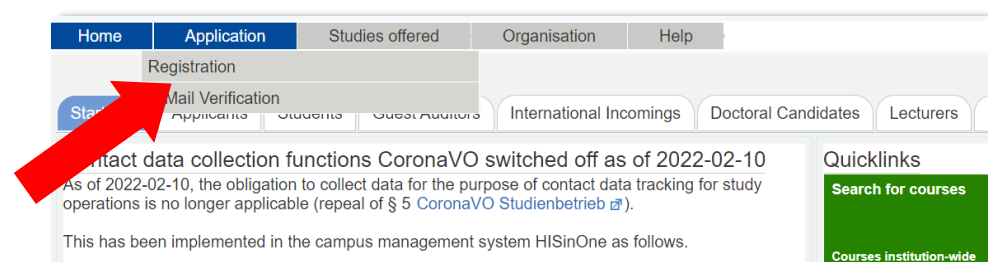 Home Application Studies offered Organisation Help
Registration
Mail Verification
Applicants Students Guest Auditors International Incomings Doctoral Candidates Lecturers
data collection functions CoronaVO switched off as of 2022-02-10
Quicklinks
As of 2022-02-10, the obligation to collect data for the purpose of contact data tracking for study
Search for courses
operations is no longer applicable (repeal of § 5 CoronaVO Studienbetrieb ).
This has been implemented in the campus management system HISinOne as follows.
Courses institution-wide